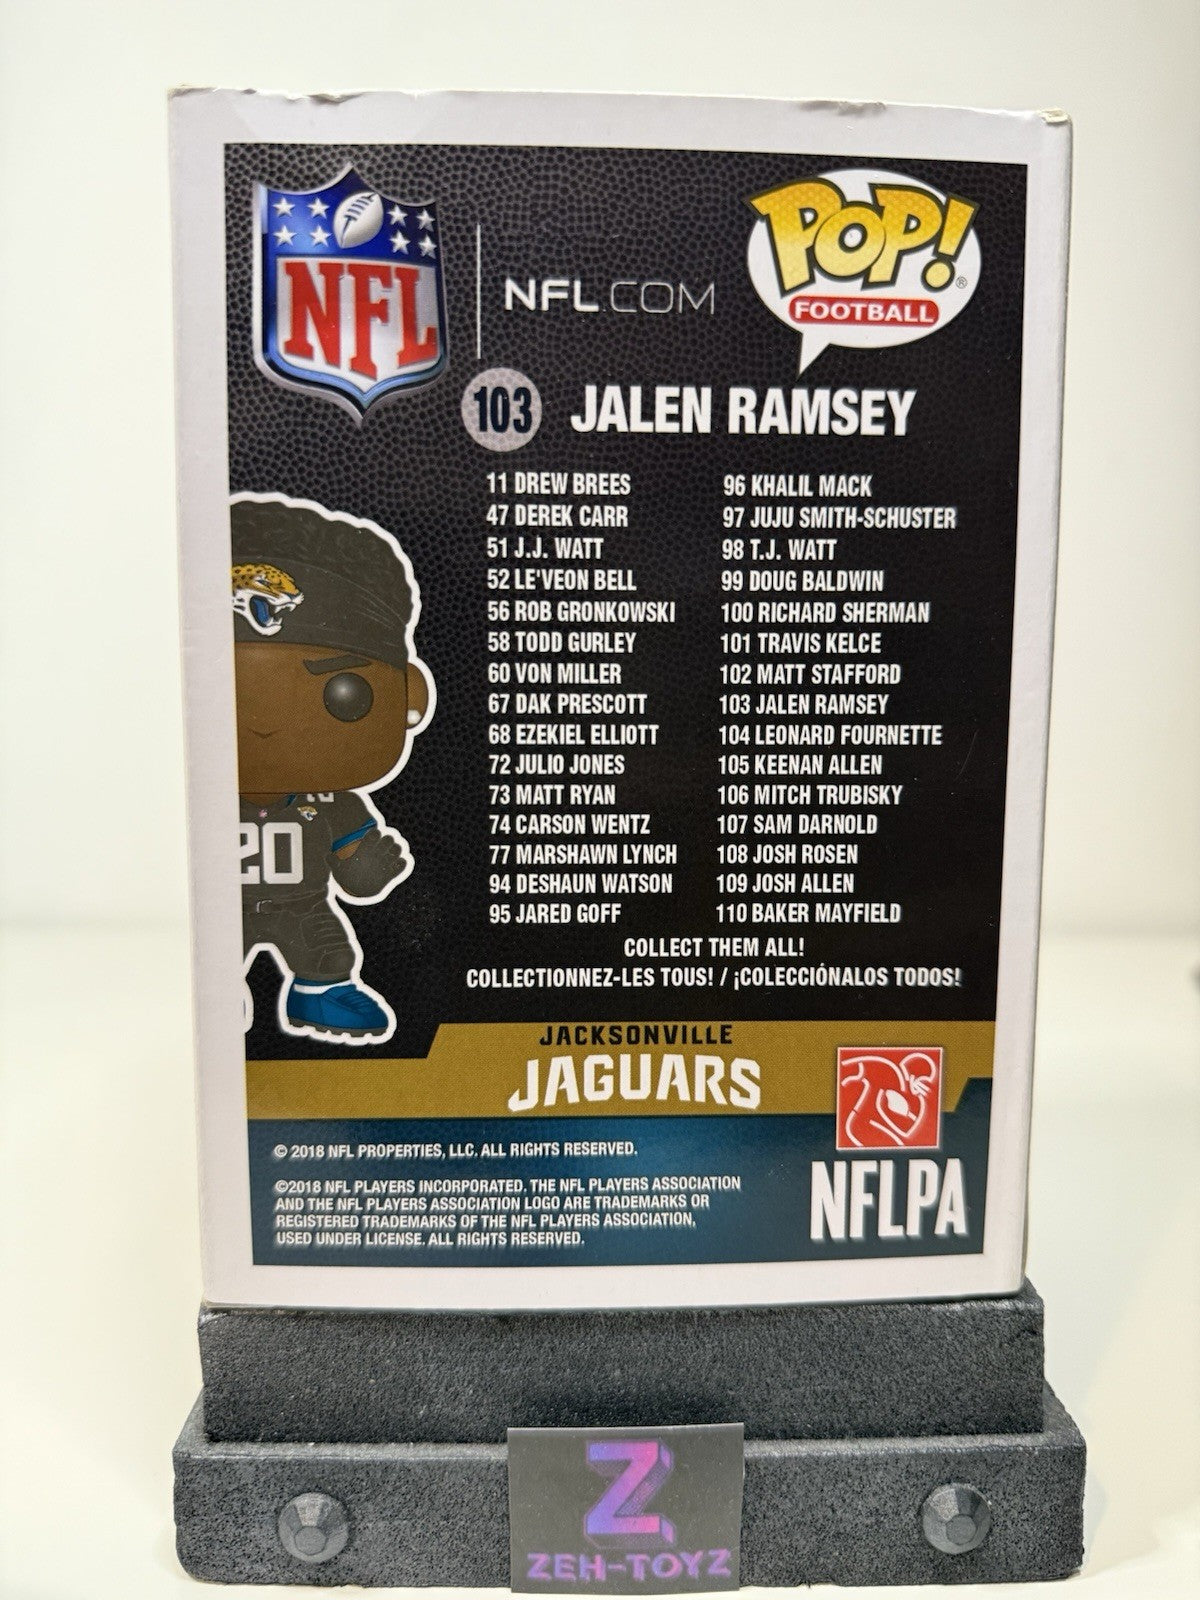 NFL
NFL.COM
POP!
FOOTBALL
103 JALEN RAMSEY
11 DREW BREES
47 DEREK CARR
51 J.J. WATT
52 LE'VEON BELL
56 ROB GRONKOWSKI
58 TODD GURLEY
60 VON MILLER
67 DAK PRESCOTT
68 EZEKIEL ELLIOTT
72 JULIO JONES
73 MATT RYAN
74 CARSON WENTZ
77 MARSHAWN LYNCH
94 DESHAUN WATSON
95 JARED GOFF
96 KHALIL MACK
97 JUJU SMITH-SCHUSTER
98 T.J. WATT
99 DOUG BALDWIN
100 RICHARD SHERMAN
101 TRAVIS KELCE
102 MATT STAFFORD
103 JALEN RAMSEY
104 LEONARD FOURNETTE
105 KEENAN ALLEN
106 MITCH TRUBISKY
107 SAM DARNOLD
108 JOSH ROSEN
109 JOSH ALLEN
110 BAKER MAYFIELD
COLLECT THEM ALL!
COLLECTIONNEZ-LES TOUS! / ¡COLECCIÓNALOS TODOS!
20
JACKSONVILLE
JAGUARS
© 2018 NFL PROPERTIES, LLC. ALL RIGHTS RESERVED.
©2018 NFL PLAYERS INCORPORATED. THE NFL PLAYERS ASSOCIATION
AND THE NFL PLAYERS ASSOCIATION LOGO ARE TRADEMARKS OR
REGISTERED TRADEMARKS OF THE NFL PLAYERS ASSOCIATION,
USED UNDER LICENSE. ALL RIGHTS RESERVED.
NFLPA
Z
ZEH-TOYZ